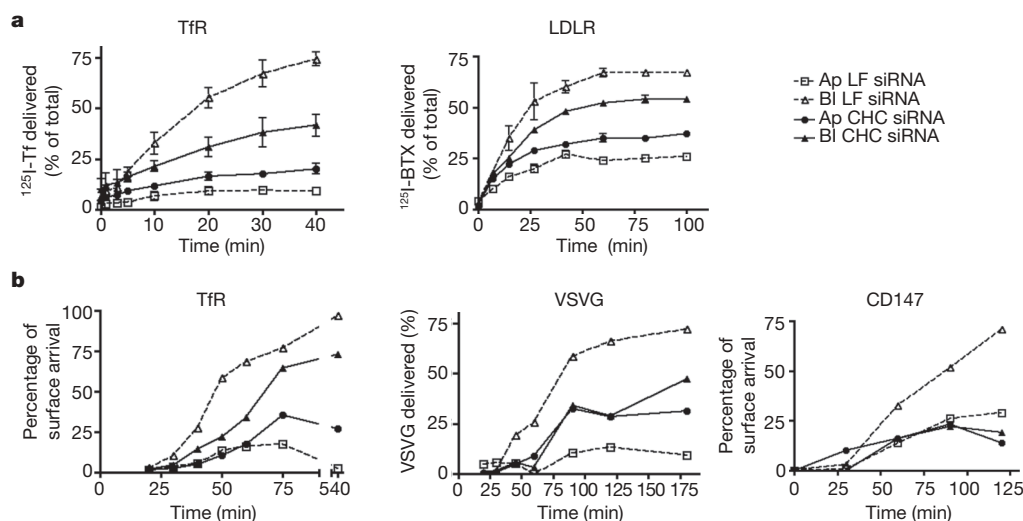 a
TfR
LDLR
¹²⁵I-Tf delivered
(% of total)
75
50
25
0
0
10
20
30
40
Time (min)
¹²⁵I-BTX delivered
(% of total)
75
50
25
0
0
25
50
75
100
Time (min)
Ap LF siRNA
Bl LF siRNA
Ap CHC siRNA
Bl CHC siRNA
b
TfR
VSVG
CD147
Percentage of
surface arrival
100
75
50
25
0
25
50
75
540
Time (min)
VSVG delivered (%)
75
50
25
0
0
25
50
75
100
125
150
175
Time (min)
Percentage of
surface arrival
75
50
25
0
0
25
50
75
100
125
Time (min)